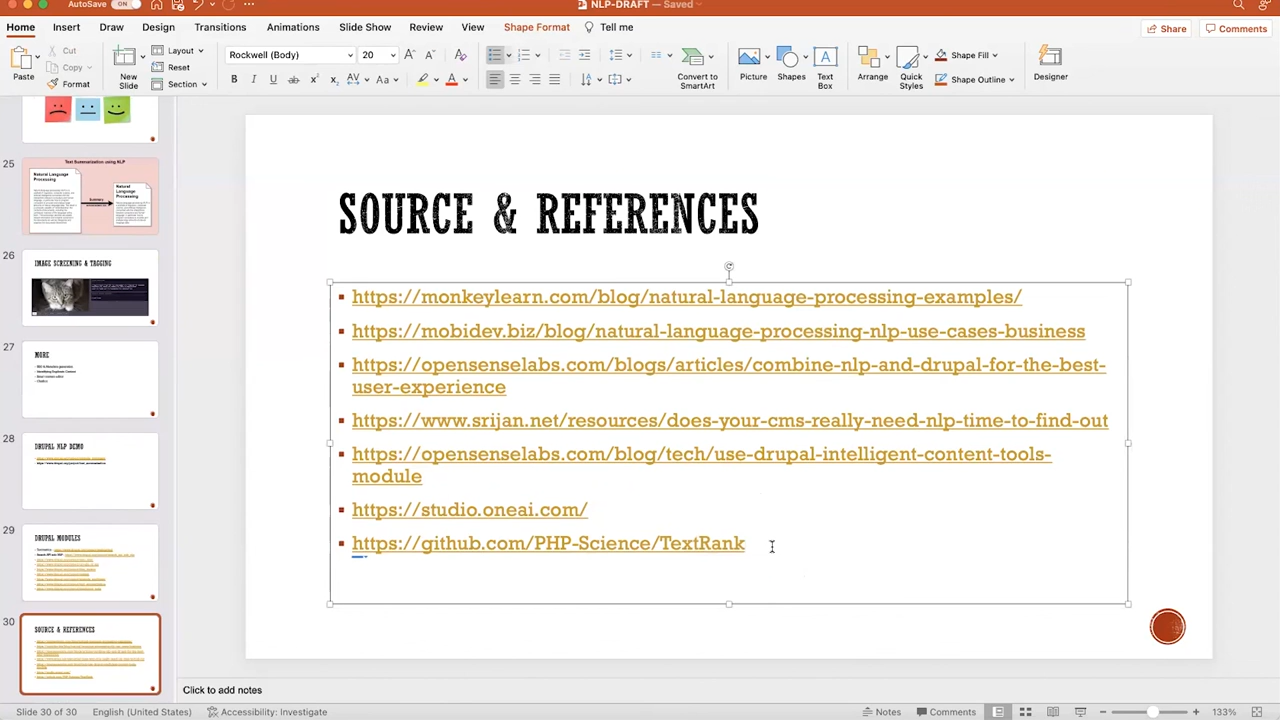 AutoSave ON
NLP-DRAFT — Saved
Home Insert Draw Design Transitions Animations Slide Show Review View Shape Format Tell me
Share Comments
Paste
Cut
Copy
Format
New
Slide
Layout
Reset
Section
Rockwell (Body) 20
Convert to
SmartArt
Picture
Shapes
Text
Box
Arrange
Quick
Styles
Shape Fill
Shape Outline
Designer
25
Text Summarization using NLP
Natural
Language
Processing
Natural
Language
Processing
26
IMAGE SCREENING & TAGGING
27
MORE
28
DRUPAL NLP DEMO
29
DRUPAL MODULES
30
SOURCE & REFERENCES
SOURCE & REFERENCES
https://monkeylearn.com/blog/natural-language-processing-examples/
https://mobidev.biz/blog/natural-language-processing-nlp-use-cases-business
https://opensenselabs.com/blogs/articles/combine-nlp-and-drupal-for-the-best-
user-experience
https://www.srijan.net/resources/does-your-cms-really-need-nlp-time-to-find-out
https://opensenselabs.com/blog/tech/use-drupal-intelligent-content-tools-
module
https://studio.oneai.com/
https://github.com/PHP-Science/TextRank
Click to add notes
Slide 30 of 30 English (United States) Accessibility: Investigate Notes Comments 133%